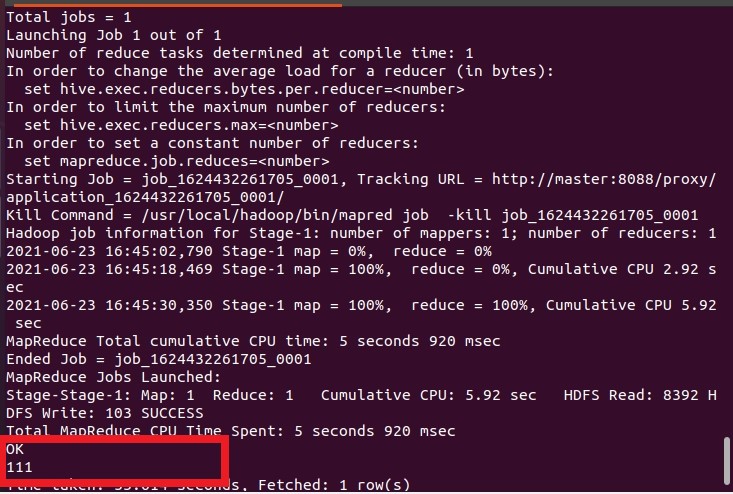 Total jobs = 1
Launching Job 1 out of 1
Number of reduce tasks determined at compile time: 1
In order to change the average load for a reducer (in bytes):
  set hive.exec.reducers.bytes.per.reducer=<number>
In order to limit the maximum number of reducers:
  set hive.exec.reducers.max=<number>
In order to set a constant number of reducers:
  set mapreduce.job.reduces=<number>
Starting Job = job_1624432261705_0001, Tracking URL = http://master:8088/proxy/
application_1624432261705_0001/
Kill Command = /usr/local/hadoop/bin/mapred job  -kill job_1624432261705_0001
Hadoop job information for Stage-1: number of mappers: 1; number of reducers: 1
2021-06-23 16:45:02,790 Stage-1 map = 0%,  reduce = 0%
2021-06-23 16:45:18,469 Stage-1 map = 100%,  reduce = 0%, Cumulative CPU 2.92 s
ec
2021-06-23 16:45:30,350 Stage-1 map = 100%,  reduce = 100%, Cumulative CPU 5.92
 sec
MapReduce Total cumulative CPU time: 5 seconds 920 msec
Ended Job = job_1624432261705_0001
MapReduce Jobs Launched:
Stage-Stage-1: Map: 1  Reduce: 1   Cumulative CPU: 5.92 sec   HDFS Read: 8392 H
DFS Write: 103 SUCCESS
Total MapReduce CPU Time Spent: 5 seconds 920 msec
OK
111
Time taken: seconds, Fetched: 1 row(s)